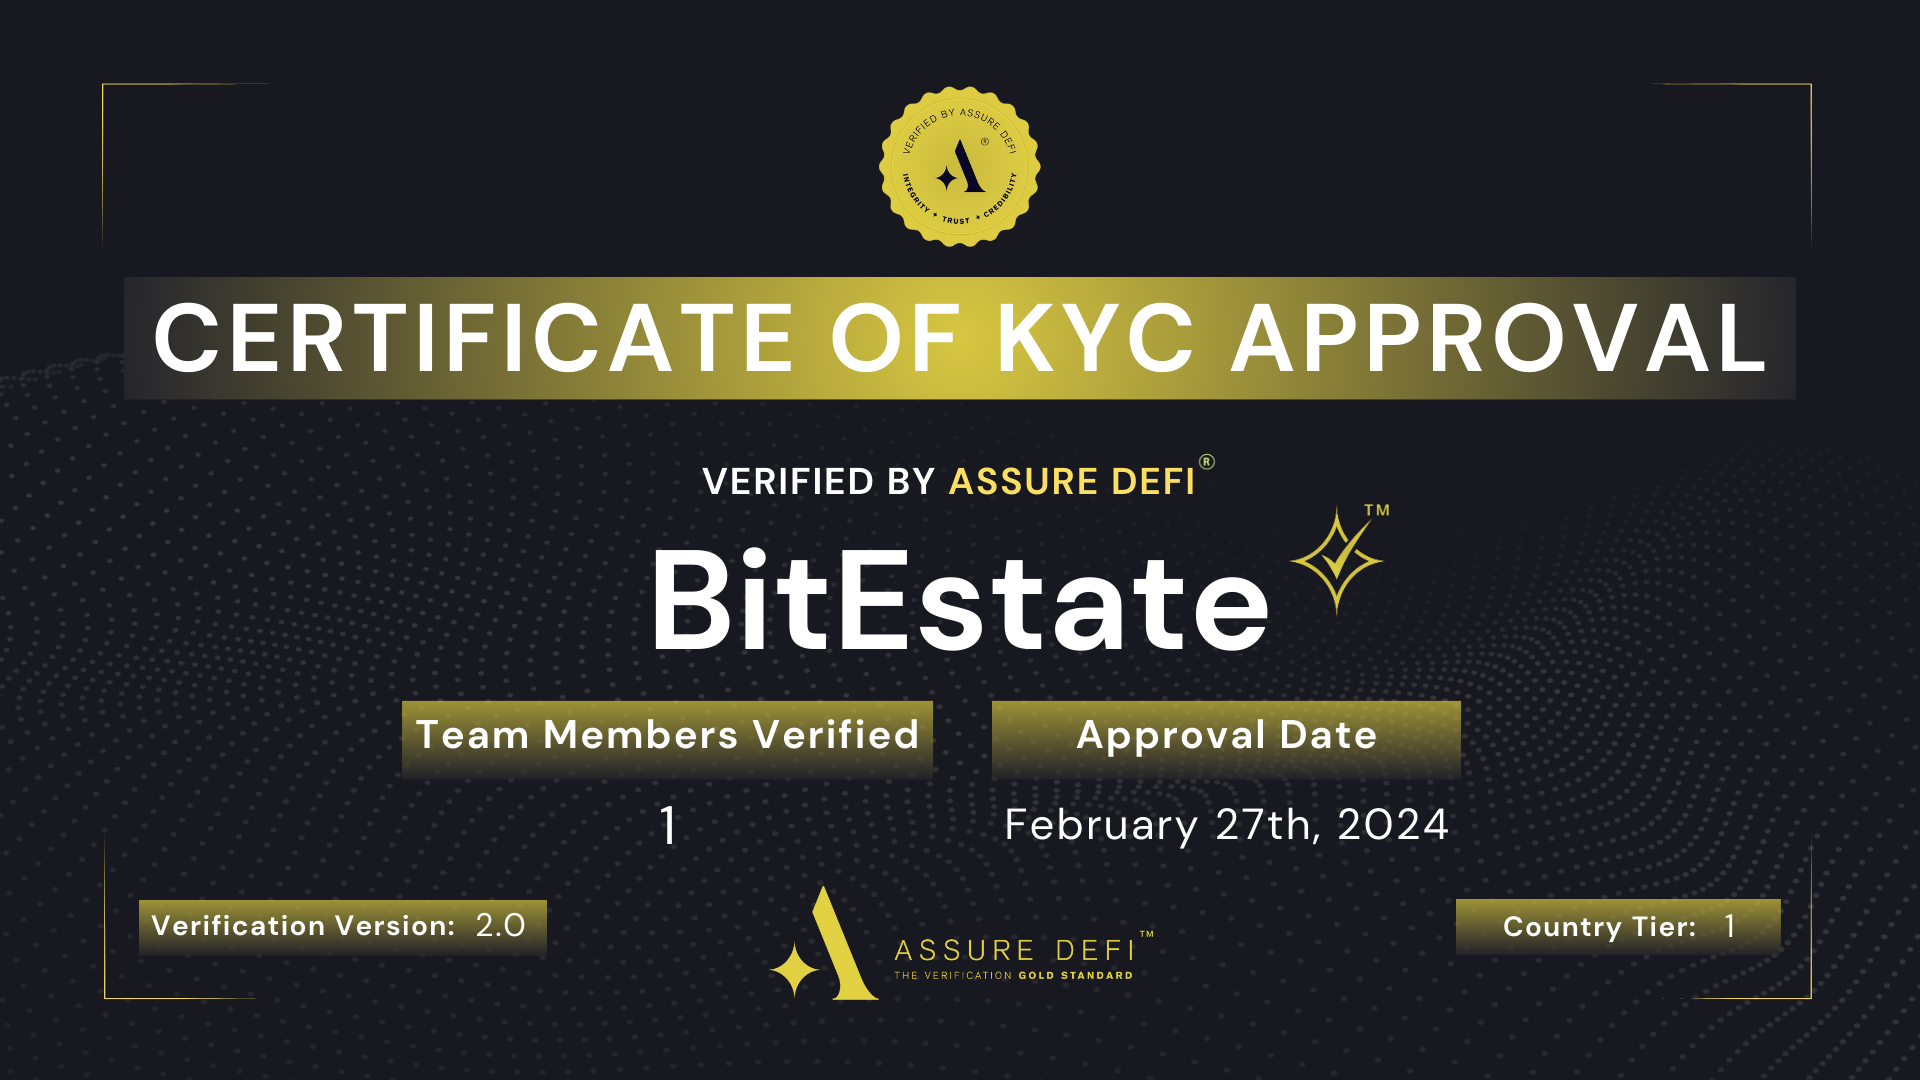 VERIFIED BY ASSURE DEFI
A®
INTEGRITY ✦ TRUST ✦ CREDIBILITY
CERTIFICATE OF KYC APPROVAL
VERIFIED BY ASSURE DEFI®
BitEstate
TM
Team Members Verified
Approval Date
1
February 27th, 2024
Verification Version: 2.0
ASSURE DEFI™
THE VERIFICATION GOLD STANDARD
Country Tier: 1